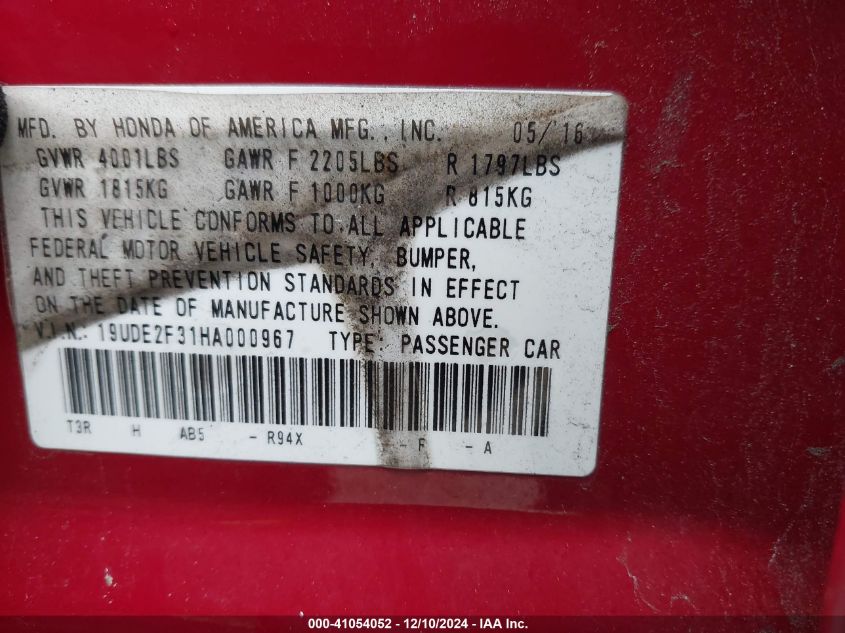 MFD. BY HONDA OF AMERICA MFG., INC. 05/16
GVWR 4001LBS GAWR F 2205LBS R 1797LBS
GVWR 1815KG GAWR F 1000KG R 815KG
THIS VEHICLE CONFORMS TO ALL APPLICABLE
FEDERAL MOTOR VEHICLE SAFETY, BUMPER,
AND THEFT PREVENTION STANDARDS IN EFFECT
ON THE DATE OF MANUFACTURE SHOWN ABOVE.
V.I.N.: 19UDE2F31HA000967 TYPE: PASSENGER CAR
T3R H AB5 - R94X - F - A
000-41054052 - 12/10/2024 - IAA Inc.